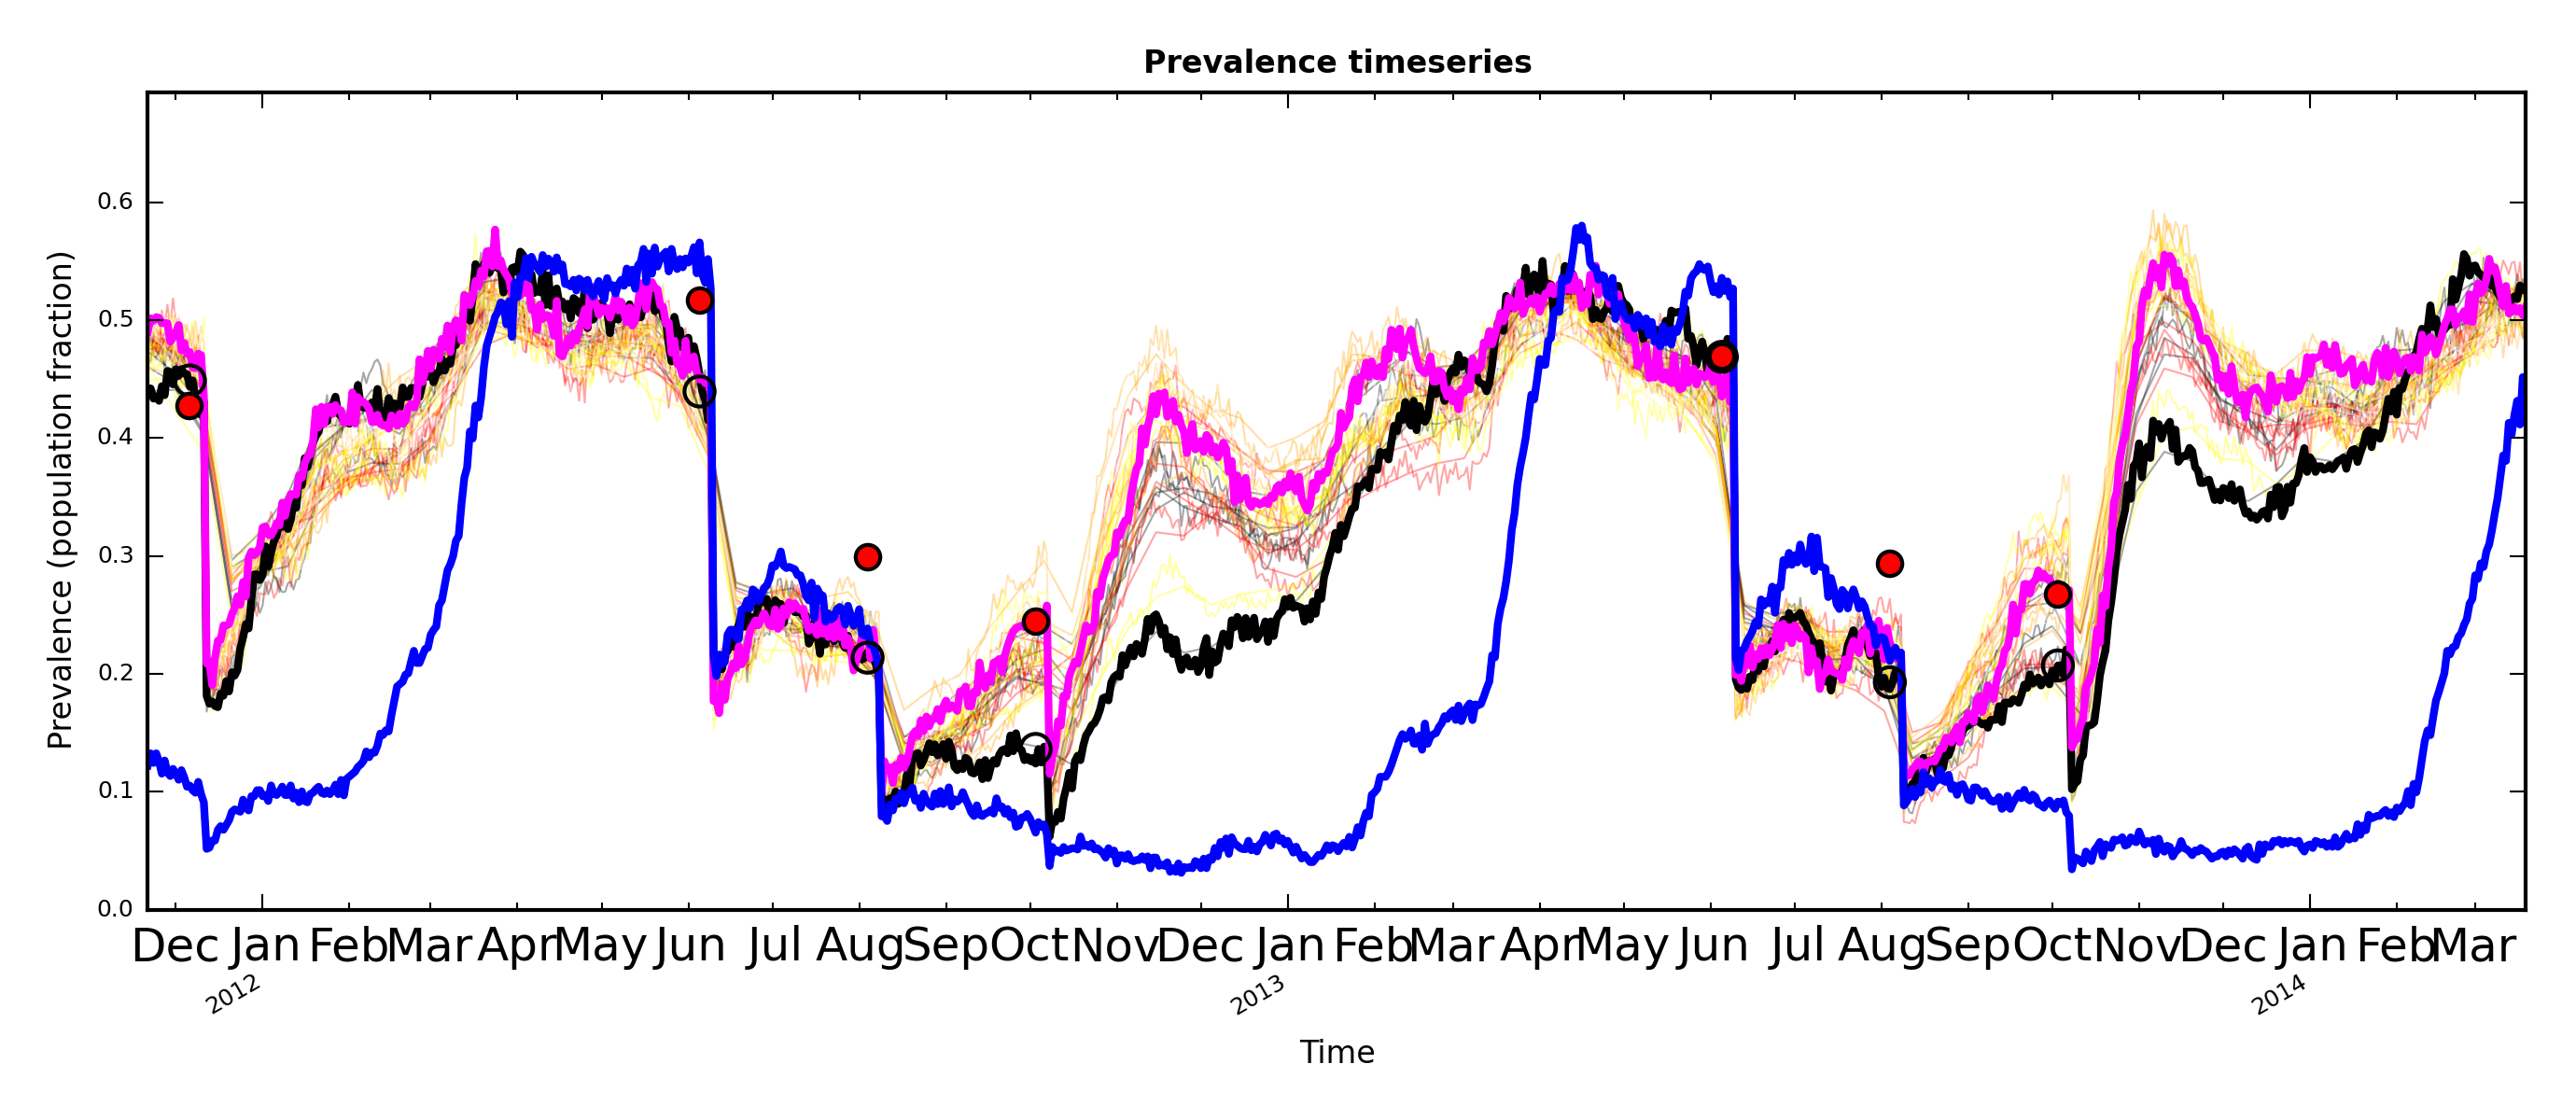 Prevalence timeseries
Prevalence (population fraction)
0.6
0.5
0.4
0.3
0.2
0.1
0.0
Dec Jan Feb Mar Apr May Jun Jul Aug Sep Oct Nov Dec Jan Feb Mar Apr May Jun Jul Aug Sep Oct Nov Dec Jan Feb Mar
2012 2013 2014
Time